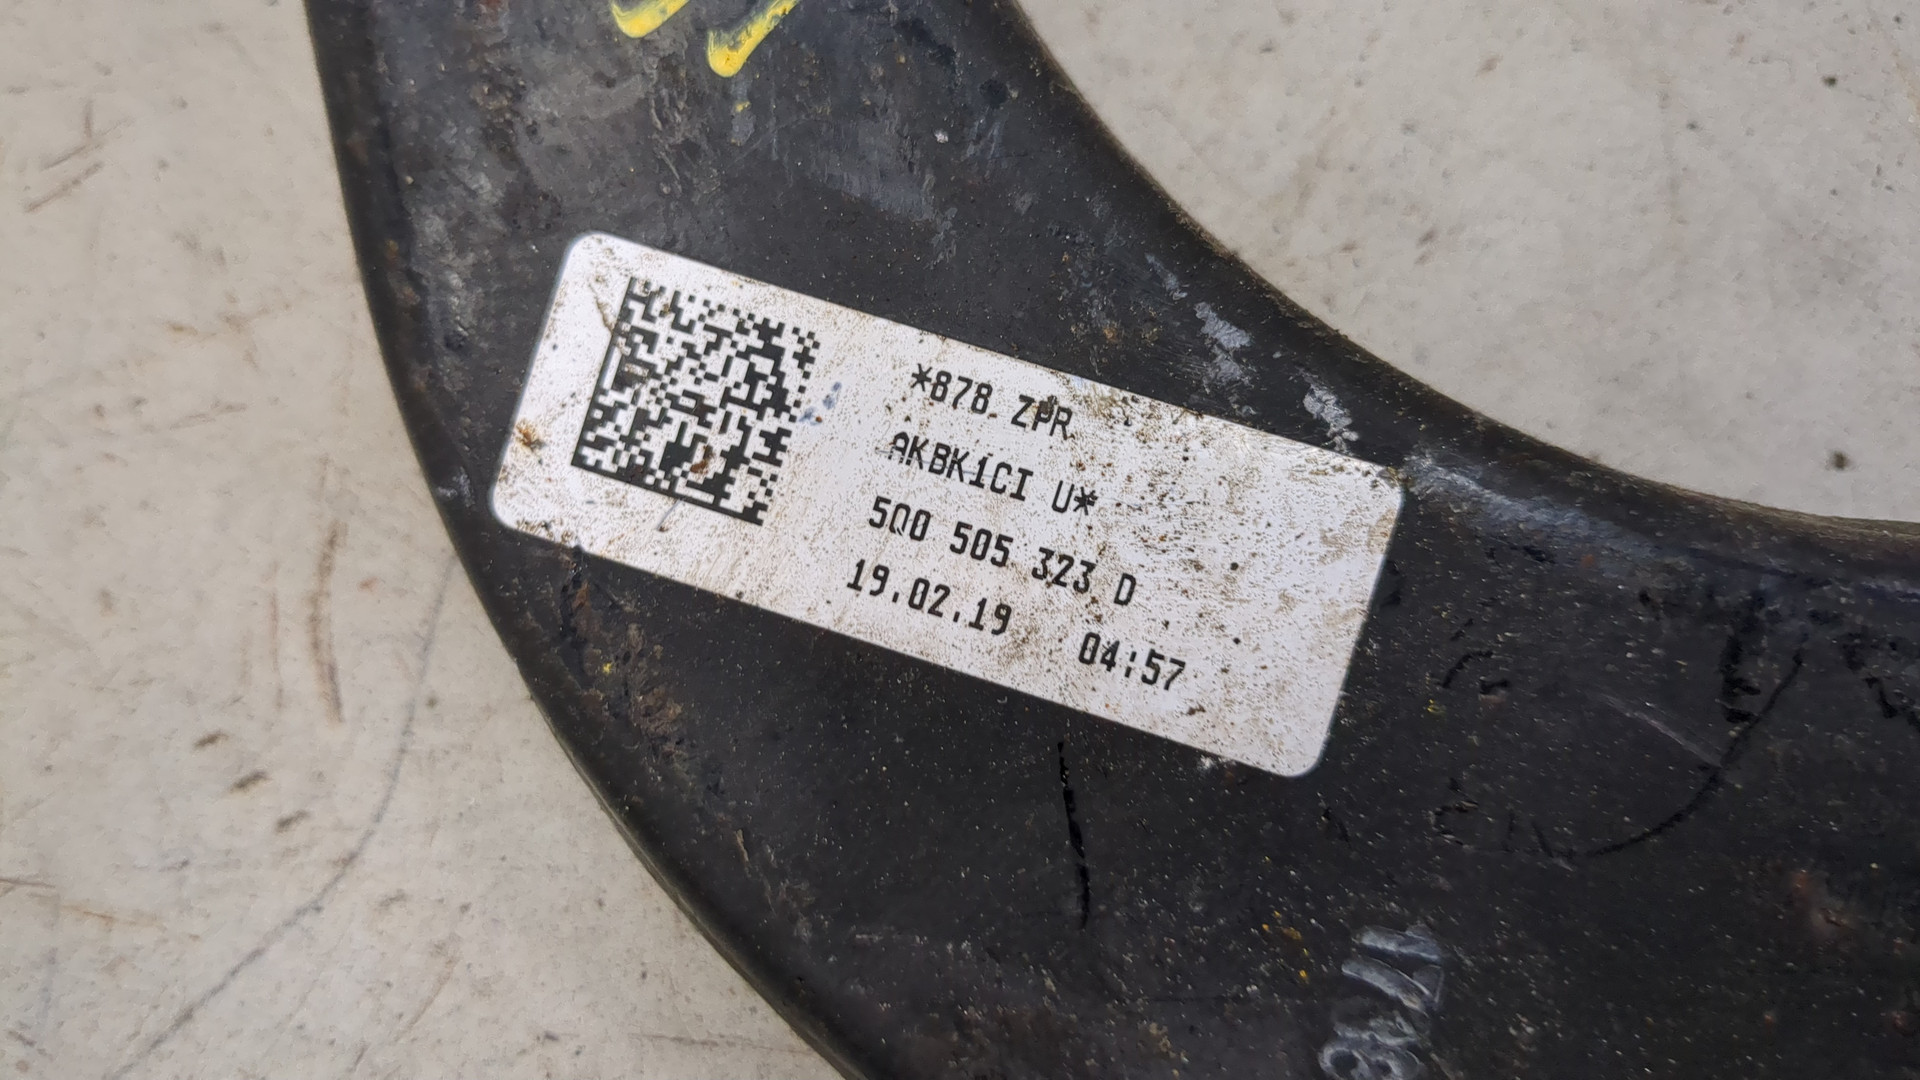 *878 ZPR
AKBK1CI U*
5Q0 505 323 D
19.02.19 04:57